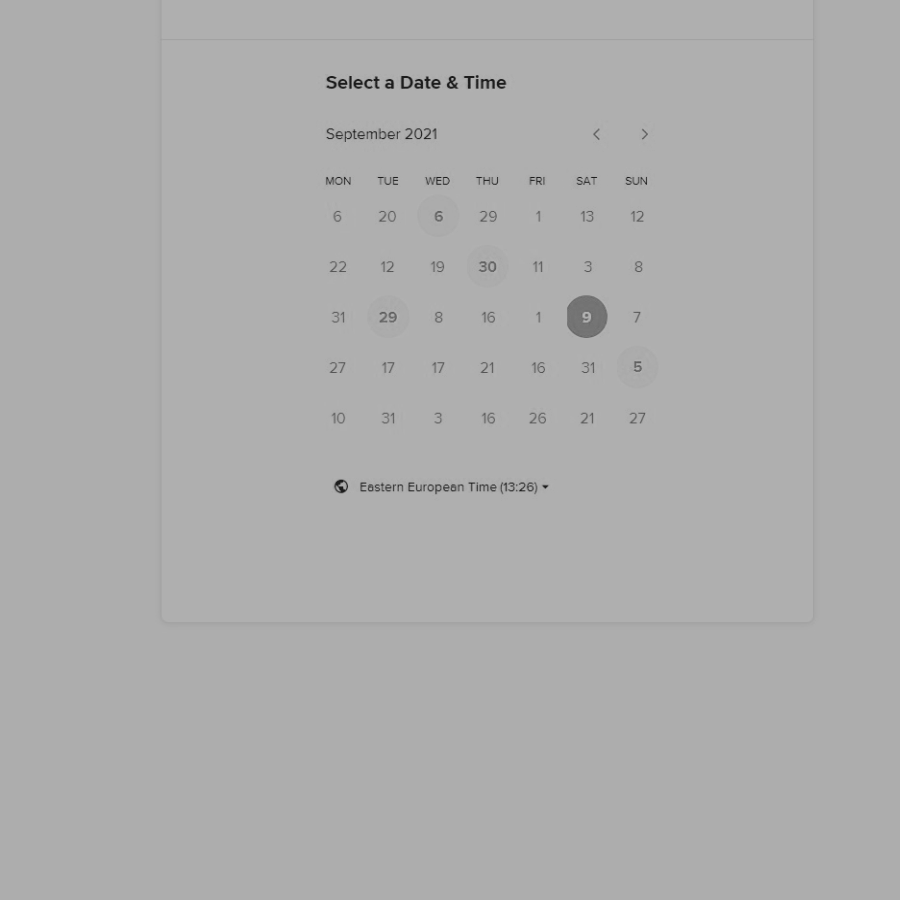 Select a Date & Time
September 2021
MON TUE WED THU FRI SAT SUN
6 20 6 29 1 13 12
22 12 19 30 11 3 8
31 29 8 16 1 9 7
27 17 17 21 16 31 5
10 31 3 16 26 21 27
Eastern European Time (13:26)